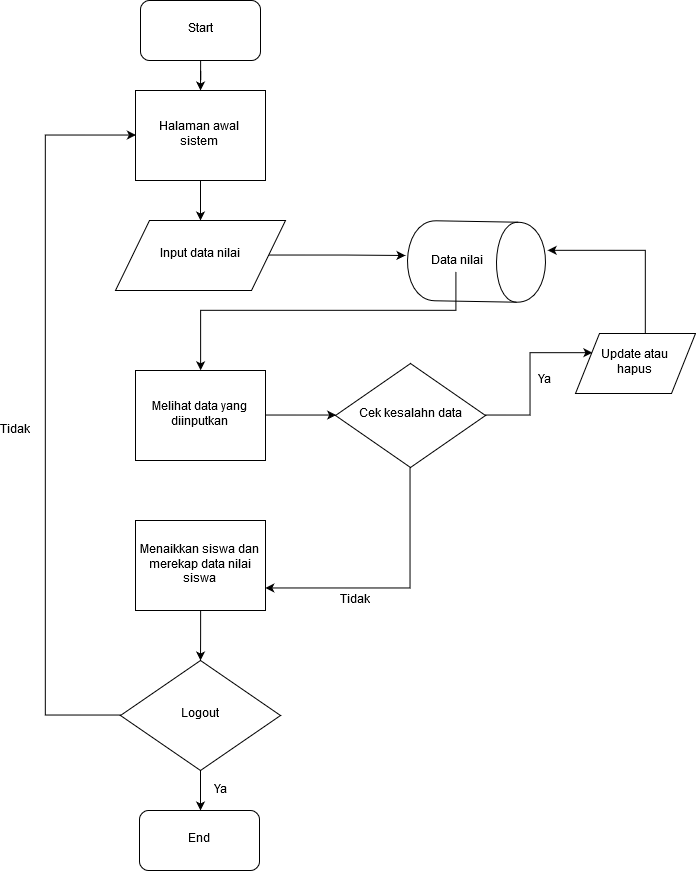 Start
Halaman awal
sistem
Input data nilai
Data nilai
Update atau
hapus
Ya
Melihat data yang
diinputkan
Cek kesalahn data
Tidak
Menaikkan siswa dan
merekap data nilai
siswa
Tidak
Logout
Ya
End